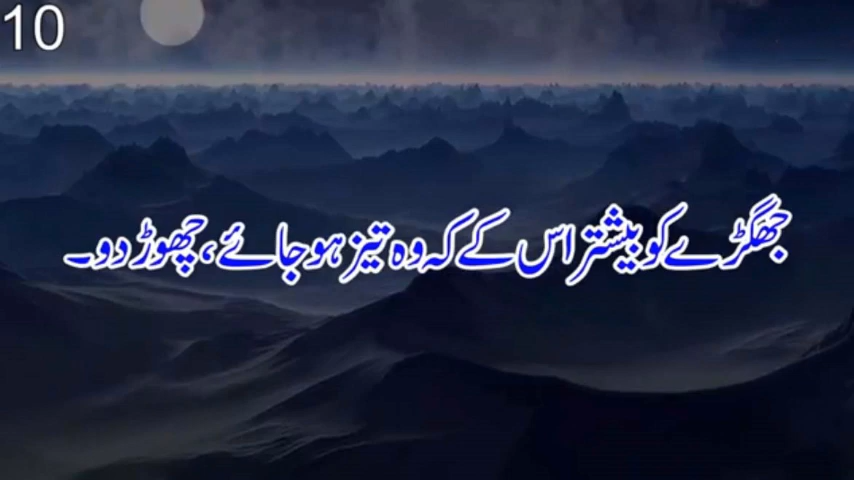 10
جھگڑے کو بیشتر اس کے کہ وہ تیز ہو جائے، چھوڑ دو۔